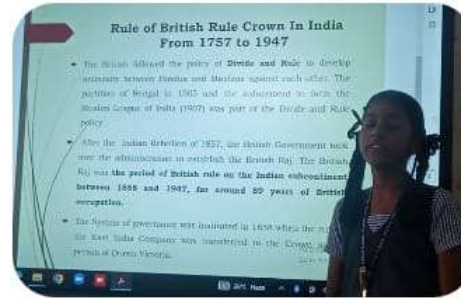 Rule of British Rule Crown In India
From 1757 to 1947
The British followed the policy of Divide and Rule to develop
animosity between Hindus and Muslims against each other. The
partition of Bengal in 1905 and the inducement to form the
Muslim League of India (1907) was part of the Divide and Rule
policy
After the Indian Rebellion of 1857, the British Government took
over the administration to establish the British Raj. The British
Raj was the period of British rule on the Indian subcontinent
between 1858 and 1947, for around 89 years of British
occupation.
The system of governance was instituted in 1858 when the
the East India Company was transferred to the Crown
person of Queen Victoria.
Haze